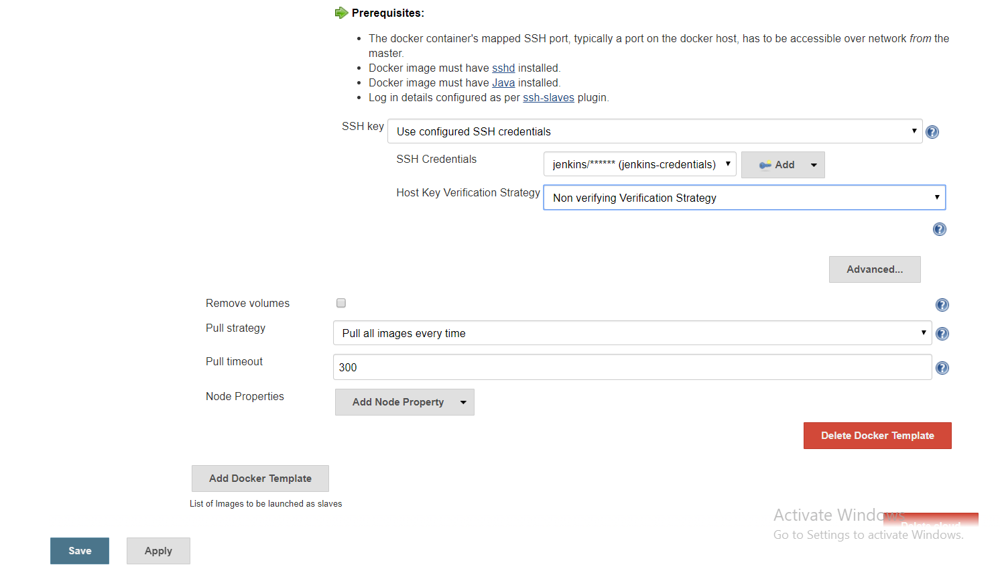 Prerequisites:
• The docker container's mapped SSH port, typically a port on the docker host, has to be accessible over network from the
master.
• Docker image must have sshd installed.
• Docker image must have Java installed.
• Log in details configured as per ssh-slaves plugin.
SSH key Use configured SSH credentials
SSH Credentials jenkins/****** (jenkins-credentials) Add
Host Key Verification Strategy Non verifying Verification Strategy
Advanced...
Remove volumes
Pull strategy Pull all images every time
Pull timeout 300
Node Properties Add Node Property
Delete Docker Template
Add Docker Template
List of Images to be launched as slaves
Activate Windows
Go to Settings to activate Windows.
Save Apply